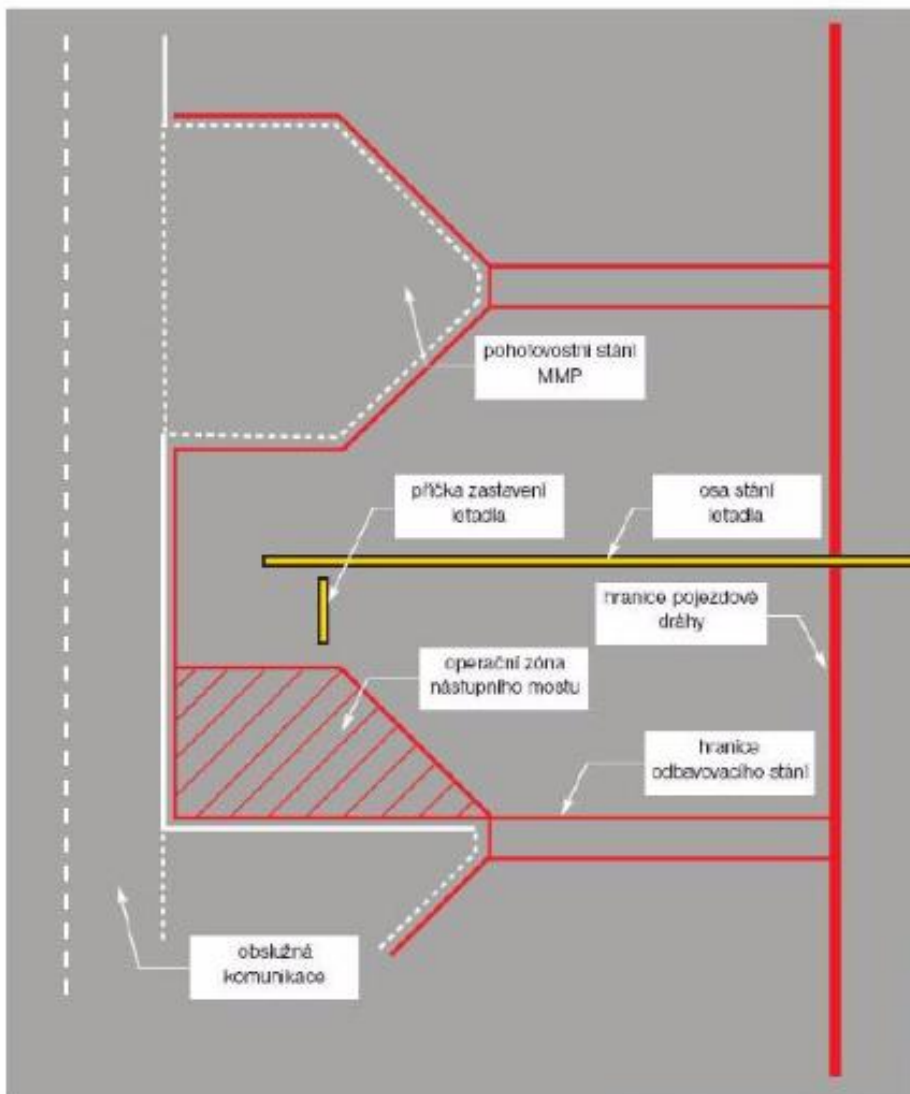 pohotovostní stání
MMP
příčka zastavení
letadla
osa stání
letadla
hranice pojezdové
dráhy
operační zóna
nástupního mostu
hranice
odbavovacího stání
obslužná
komunikace